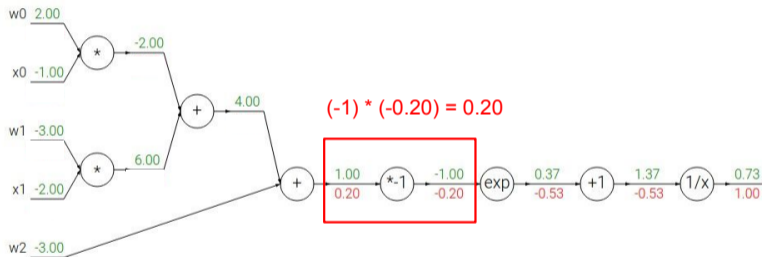 w0 2.00
-2.00
*
x0 -1.00
4.00
+
(-1) * (-0.20) = 0.20
w1 -3.00
6.00
*
1.00 -1.00 0.37 1.37 0.73
+ *-1 exp +1 1/x
0.20 -0.20 -0.53 -0.53 1.00
x1 -2.00
w2 -3.00